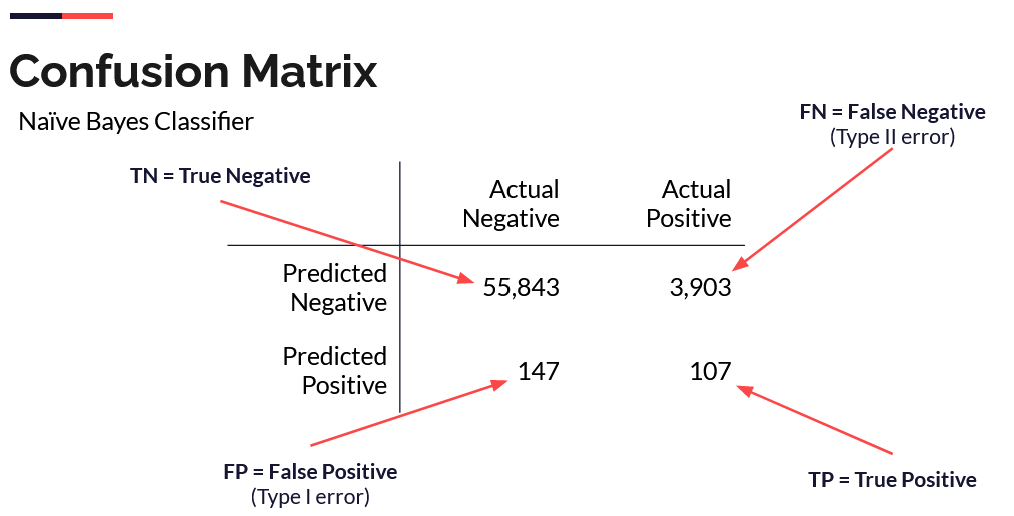 Confusion Matrix
Naïve Bayes Classifier
FN = False Negative
(Type II error)
TN = True Negative
Actual
Negative
Actual
Positive
Predicted
Negative
55,843
3,903
Predicted
Positive
147
107
FP = False Positive
(Type I error)
TP = True Positive